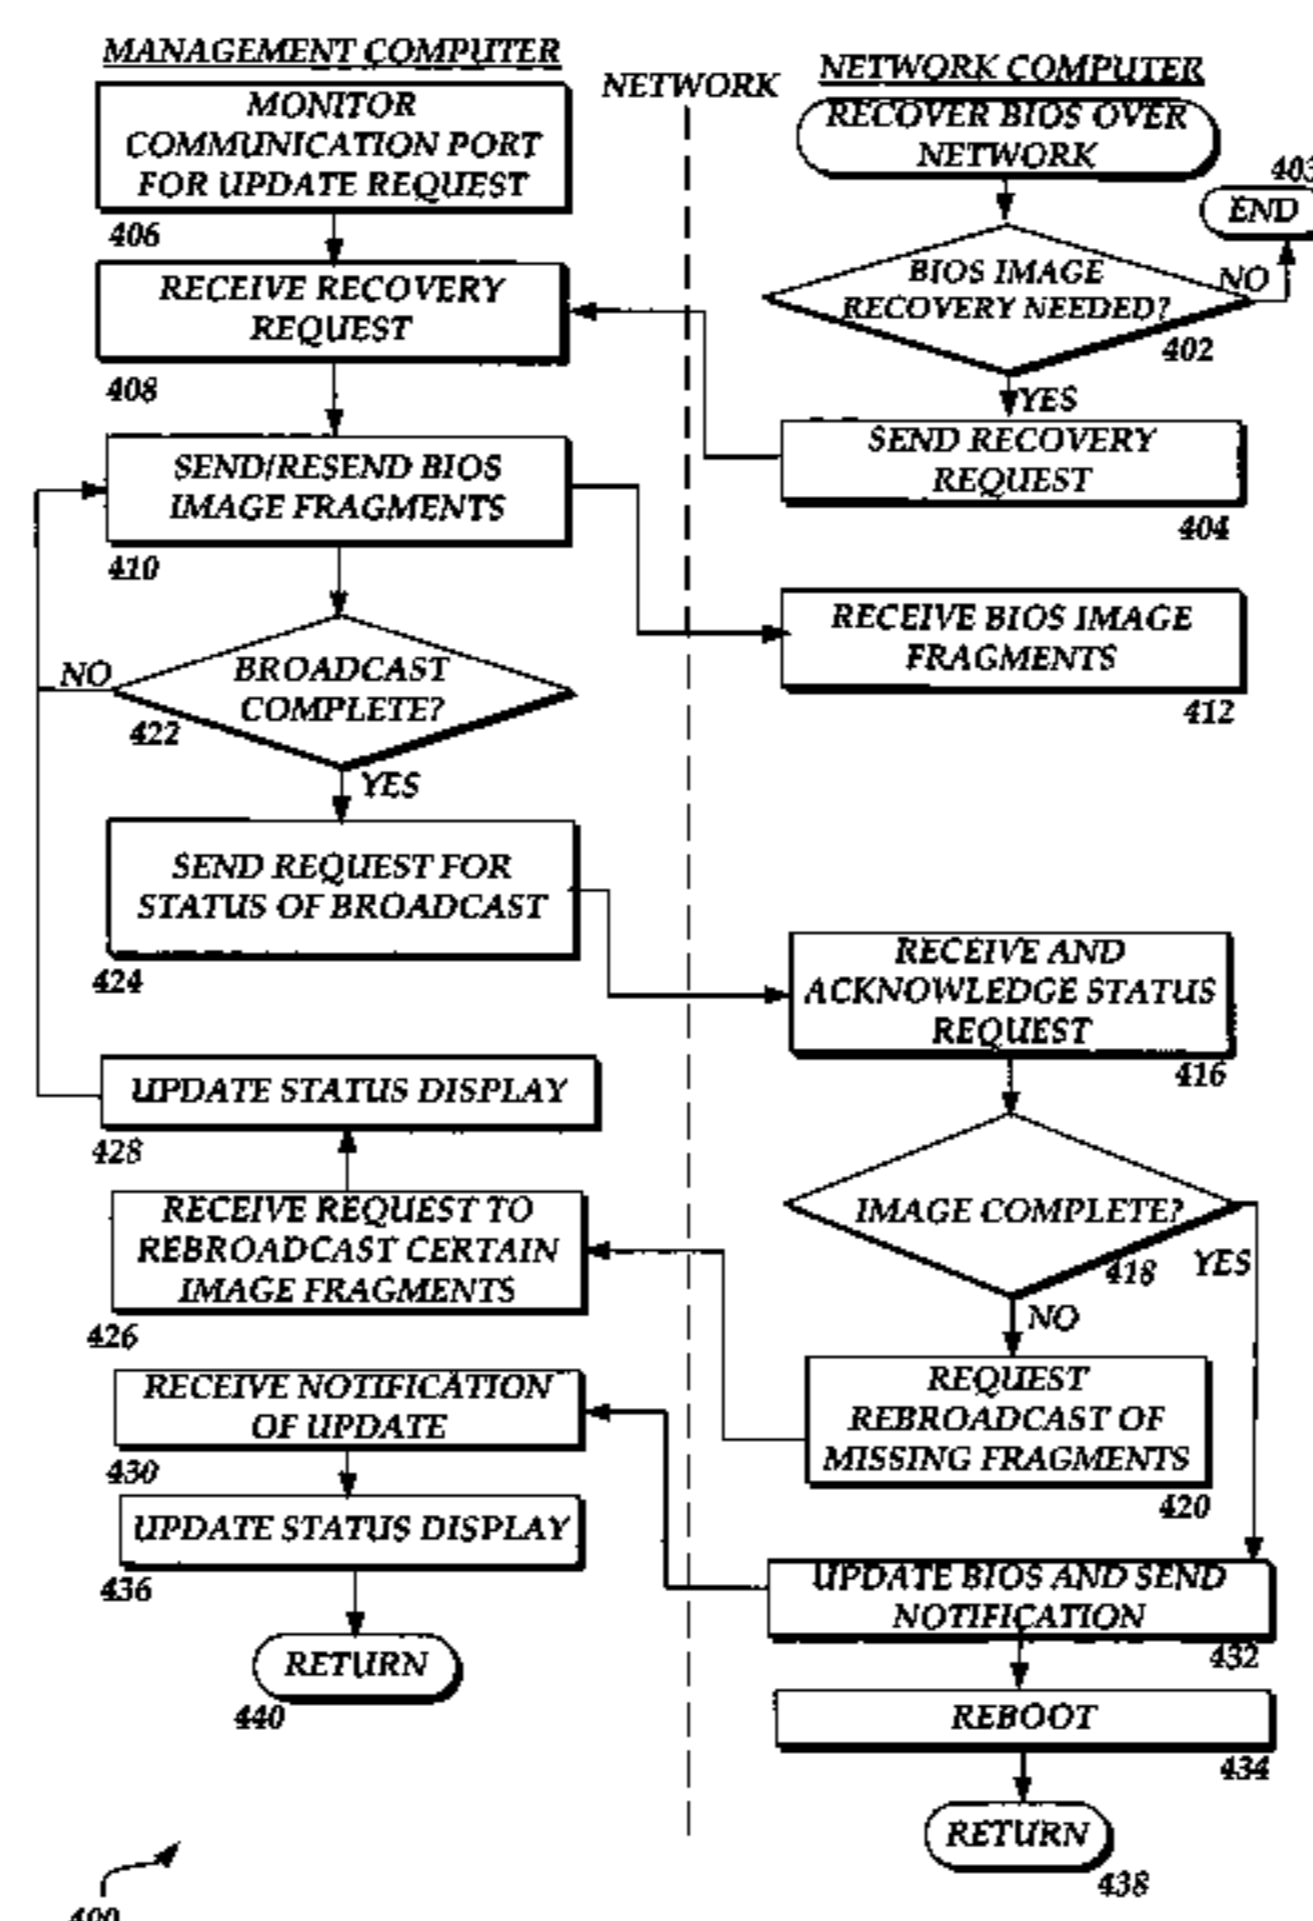 MANAGEMENT COMPUTER
MONITOR
COMMUNICATION PORT
FOR UPDATE REQUEST
406
RECEIVE RECOVERY
REQUEST
408
SEND/RESEND BIOS
IMAGE FRAGMENTS
410
NO
BROADCAST
COMPLETE?
422
YES
SEND REQUEST FOR
STATUS OF BROADCAST
424
UPDATE STATUS DISPLAY
428
RECEIVE REQUEST TO
REBROADCAST CERTAIN
IMAGE FRAGMENTS
426
RECEIVE NOTIFICATION
OF UPDATE
430
UPDATE STATUS DISPLAY
436
RETURN
440
NETWORK
NETWORK COMPUTER
RECOVER BIOS OVER
NETWORK
403
END
BIOS IMAGE
RECOVERY NEEDED?
NO
402
YES
SEND RECOVERY
REQUEST
404
RECEIVE BIOS IMAGE
FRAGMENTS
412
RECEIVE AND
ACKNOWLEDGE STATUS
REQUEST
416
IMAGE COMPLETE?
418
YES
NO
REQUEST
REBROADCAST OF
MISSING FRAGMENTS
420
UPDATE BIOS AND SEND
NOTIFICATION
432
REBOOT
434
RETURN
438